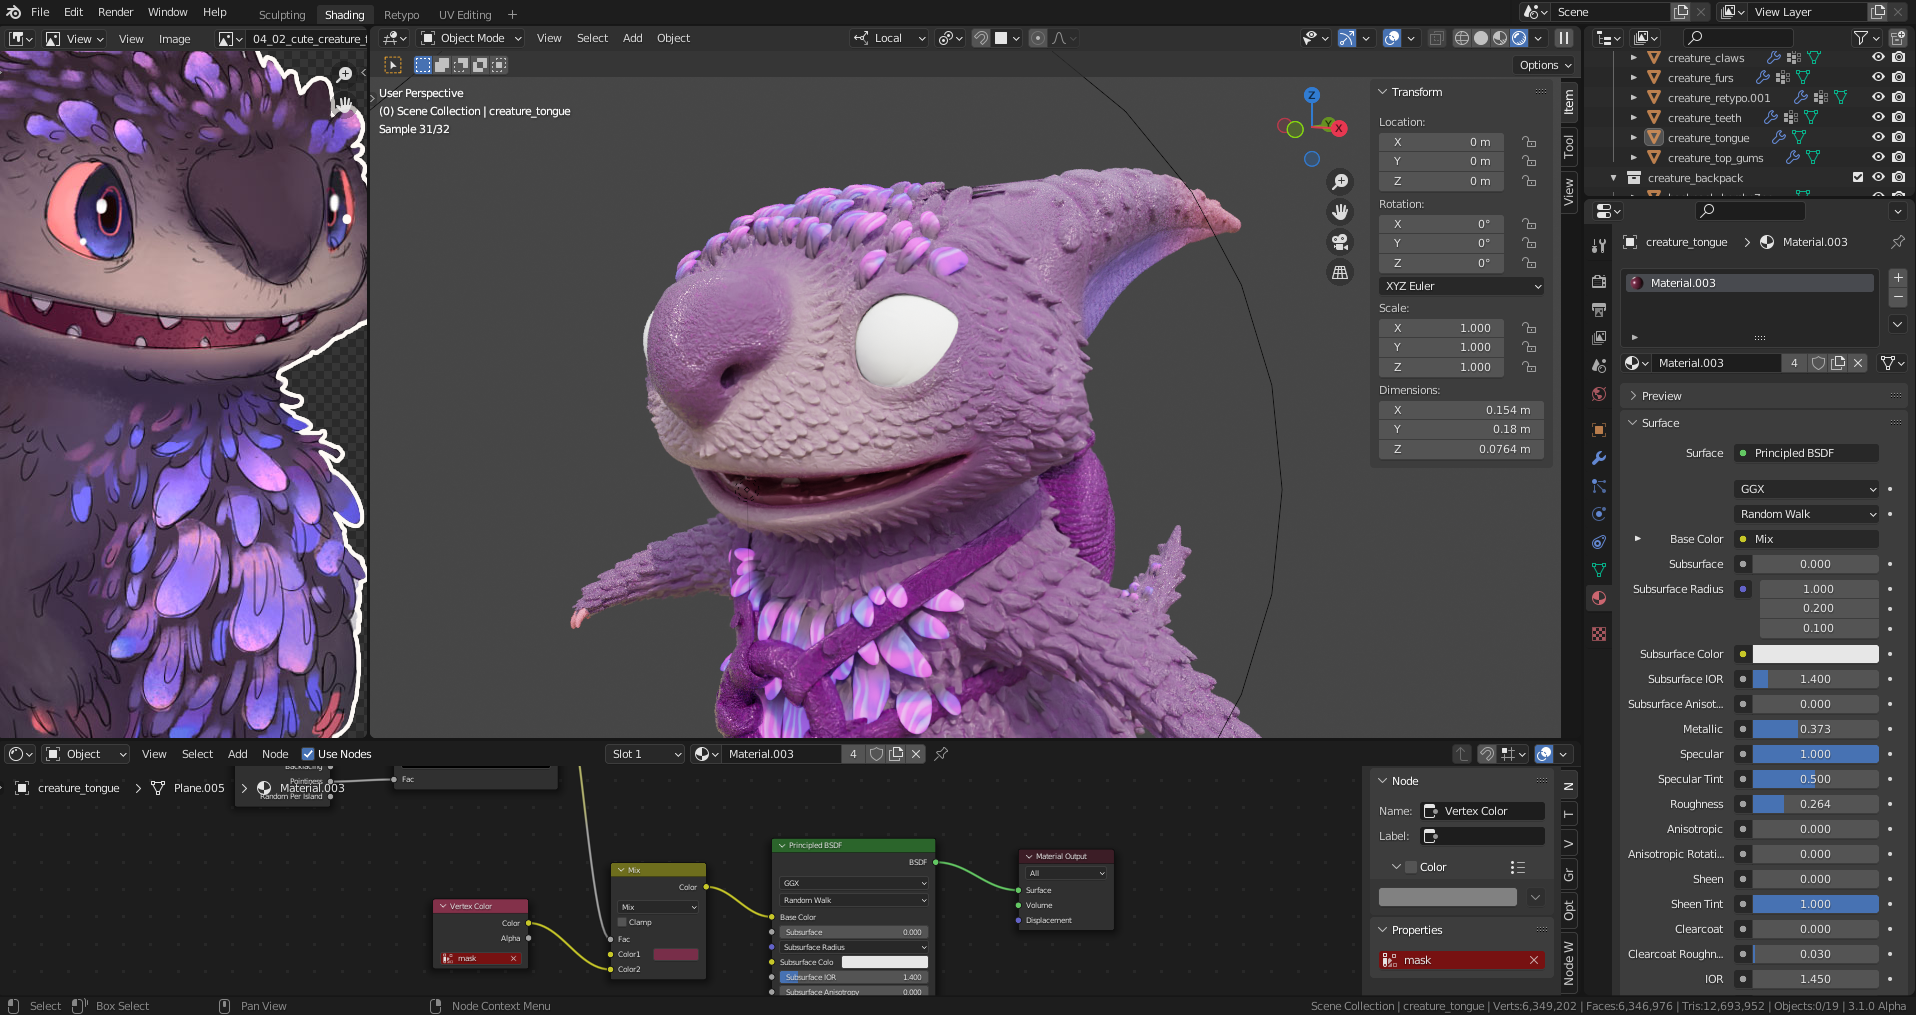 File Edit Render Window Help Sculpting Shading Retypo UV Editing + Scene View Layer
View View Image 04_02_cute_creature_
Object Mode View Select Add Object Local
Options
User Perspective
(0) Scene Collection | creature_tongue
Sample 31/32
Z
Y
X
Transform
Location:
X 0 m
Y 0 m
Z 0 m
Rotation:
X 0°
Y 0°
Z 0°
XYZ Euler
Scale:
X 1.000
Y 1.000
Z 1.000
Dimensions:
X 0.154 m
Y 0.18 m
Z 0.0764 m
Item
Tool
View
creature_claws
creature_furs
creature_retypo.001
creature_teeth
creature_tongue
creature_top_gums
creature_backpack
creature_tongue > Material.003
Material.003
Material.003 4
Preview
Surface
Surface Principled BSDF
GGX
Random Walk
Base Color Mix
Subsurface 0.000
Subsurface Radius 1.000
0.200
0.100
Subsurface Color
Subsurface IOR 1.400
Subsurface Anisot... 0.000
Metallic 0.373
Specular 1.000
Specular Tint 0.500
Roughness 0.264
Anisotropic 0.000
Anisotropic Rotati... 0.000
Sheen 0.000
Sheen Tint 1.000
Clearcoat 0.000
Clearcoat Roughn... 0.030
IOR 1.450
Object View Select Add Node Use Nodes Slot 1 Material.003 4
creature_tongue > Plane.005 > Material.003
Backfacing
Pointiness
Random Per Island
Fac
Vertex Color
Color
Alpha
mask
Mix
Color
Mix
Clamp
Fac
Color1
Color2
Principled BSDF
BSDF
GGX
Random Walk
Base Color
Subsurface 0.000
Subsurface Radius
Subsurface Colo
Subsurface IOR 1.400
Subsurface Anisotropy 0.000
Material Output
All
Surface
Volume
Displacement
Node
Name: Vertex Color
Label:
Color
Properties
mask
N
T
V
Gr
Opt
Node W
Select Box Select Pan View Node Context Menu
Scene Collection | creature_tongue | Verts:6,349,202 | Faces:6,346,976 | Tris:12,693,952 | Objects:0/19 | 3.1.0 Alpha